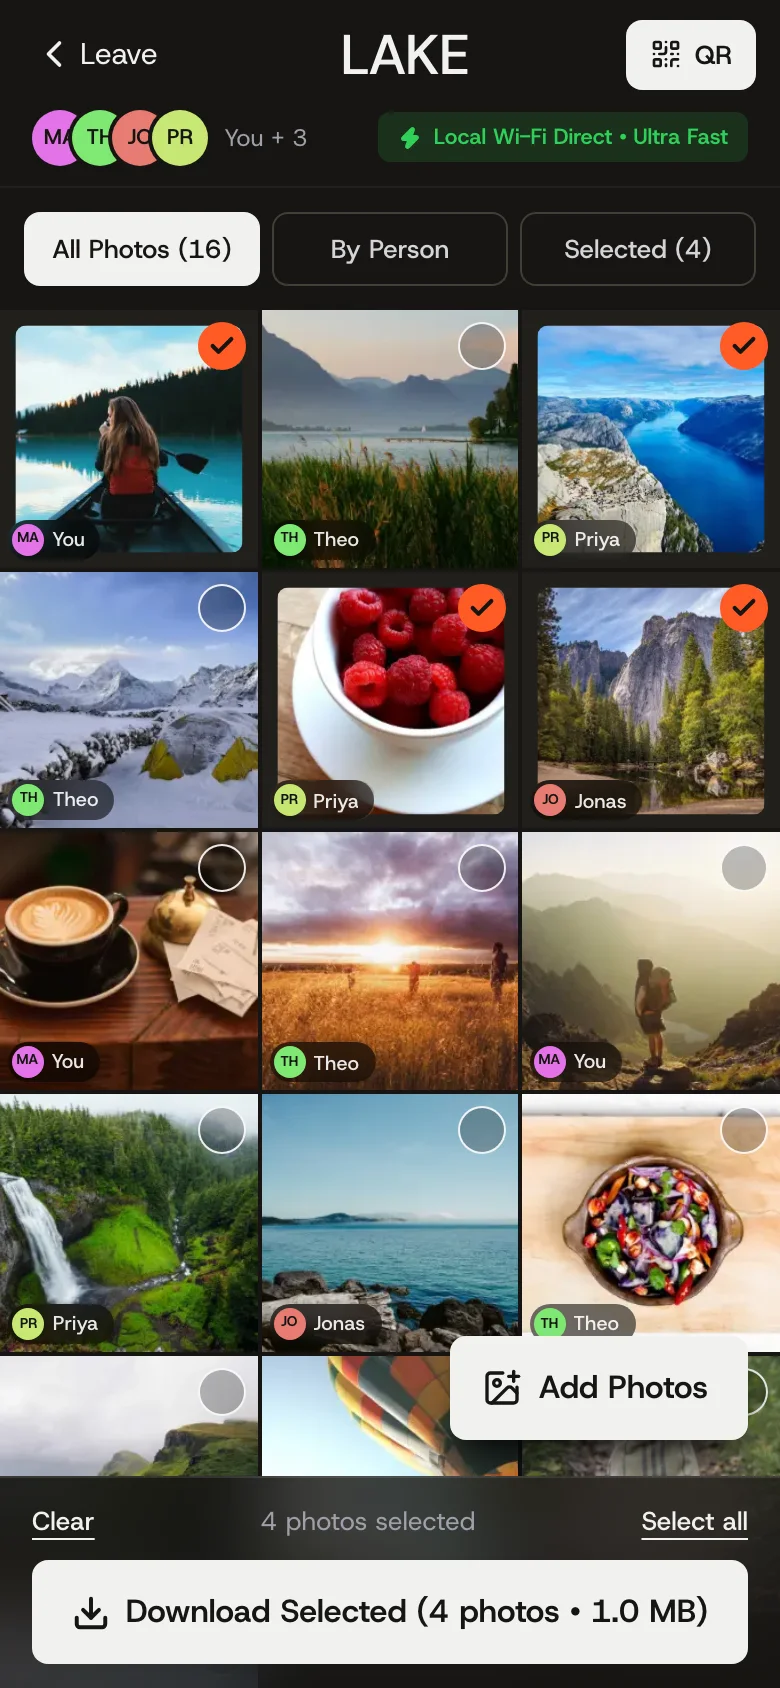 Leave
LAKE
QR
MA TH JO PR
You + 3
Local Wi-Fi Direct • Ultra Fast
All Photos (16)
By Person
Selected (4)
MA You
TH Theo
PR Priya
TH Theo
PR Priya
JO Jonas
MA You
TH Theo
MA You
PR Priya
JO Jonas
TH Theo
Add Photos
Clear
4 photos selected
Select all
Download Selected (4 photos • 1.0 MB)